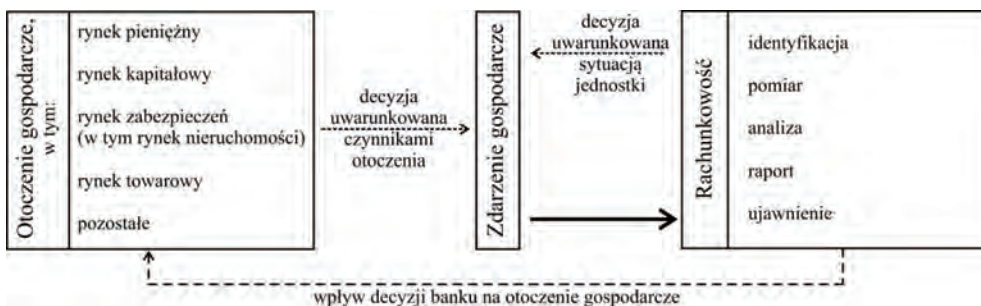 Otoczenie gospodarcze,
w tym:
rynek pieniężny
rynek kapitałowy
rynek zabezpieczeń
(w tym rynek nieruchomości)
rynek towarowy
pozostałe
decyzja
uwarunkowana
czynnikami
otoczenia
Zdarzenie gospodarcze
decyzja
uwarunkowana
sytuacją
jednostki
Rachunkowość
identyfikacja
pomiar
analiza
raport
ujawnienie
wpływ decyzji banku na otoczenie gospodarcze